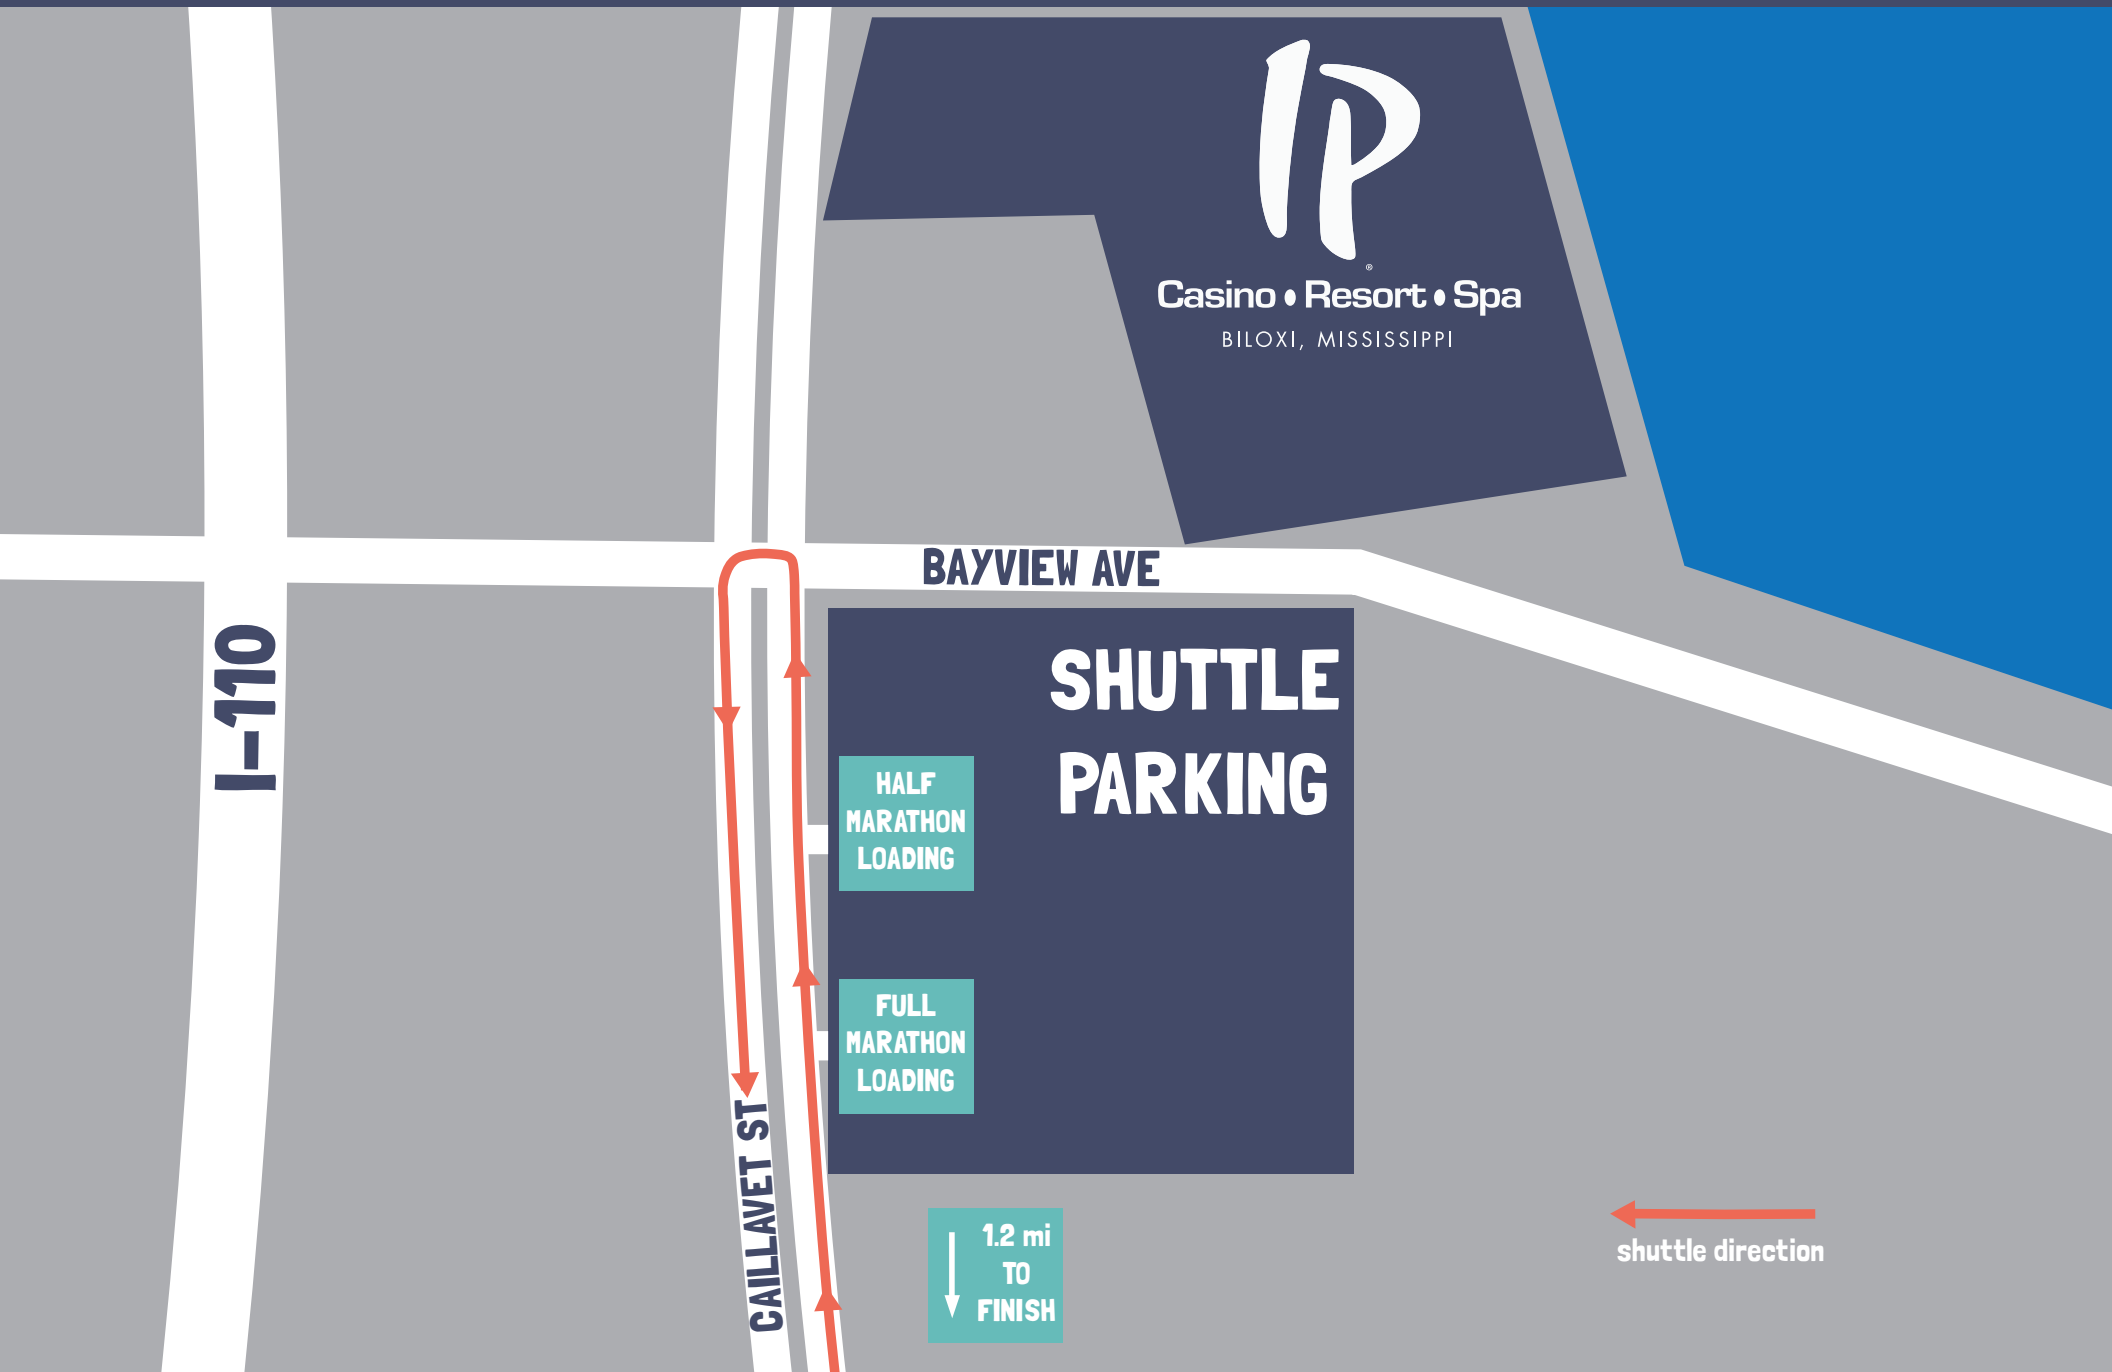 IP
®
Casino • Resort • Spa
BILOXI, MISSISSIPPI
BAYVIEW AVE
I-110
SHUTTLE
PARKING
HALF
MARATHON
LOADING
FULL
MARATHON
LOADING
CAILLAVET ST
1.2 mi
TO
FINISH
shuttle direction